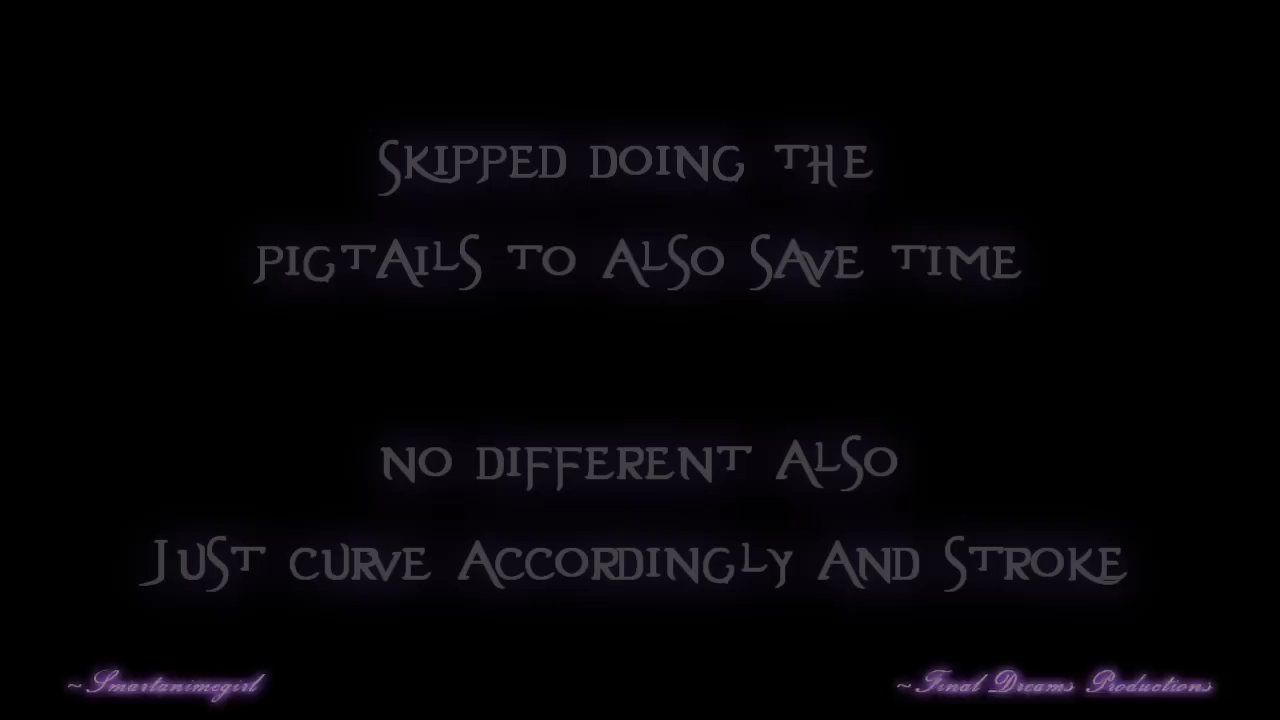 Skipped doing the
pigtails to also save time
no different also
Just curve accordingly and stroke
~Smartanimegirl
~Final Dreams Productions